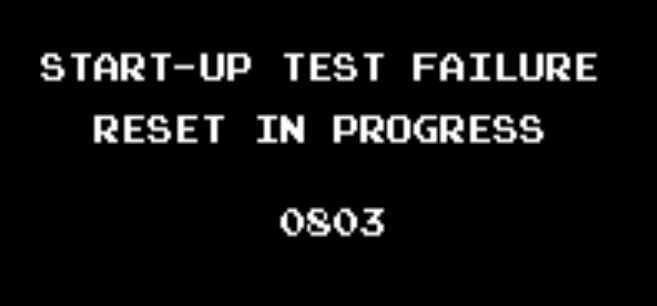 START-UP TEST FAILURE
RESET IN PROGRESS
0803